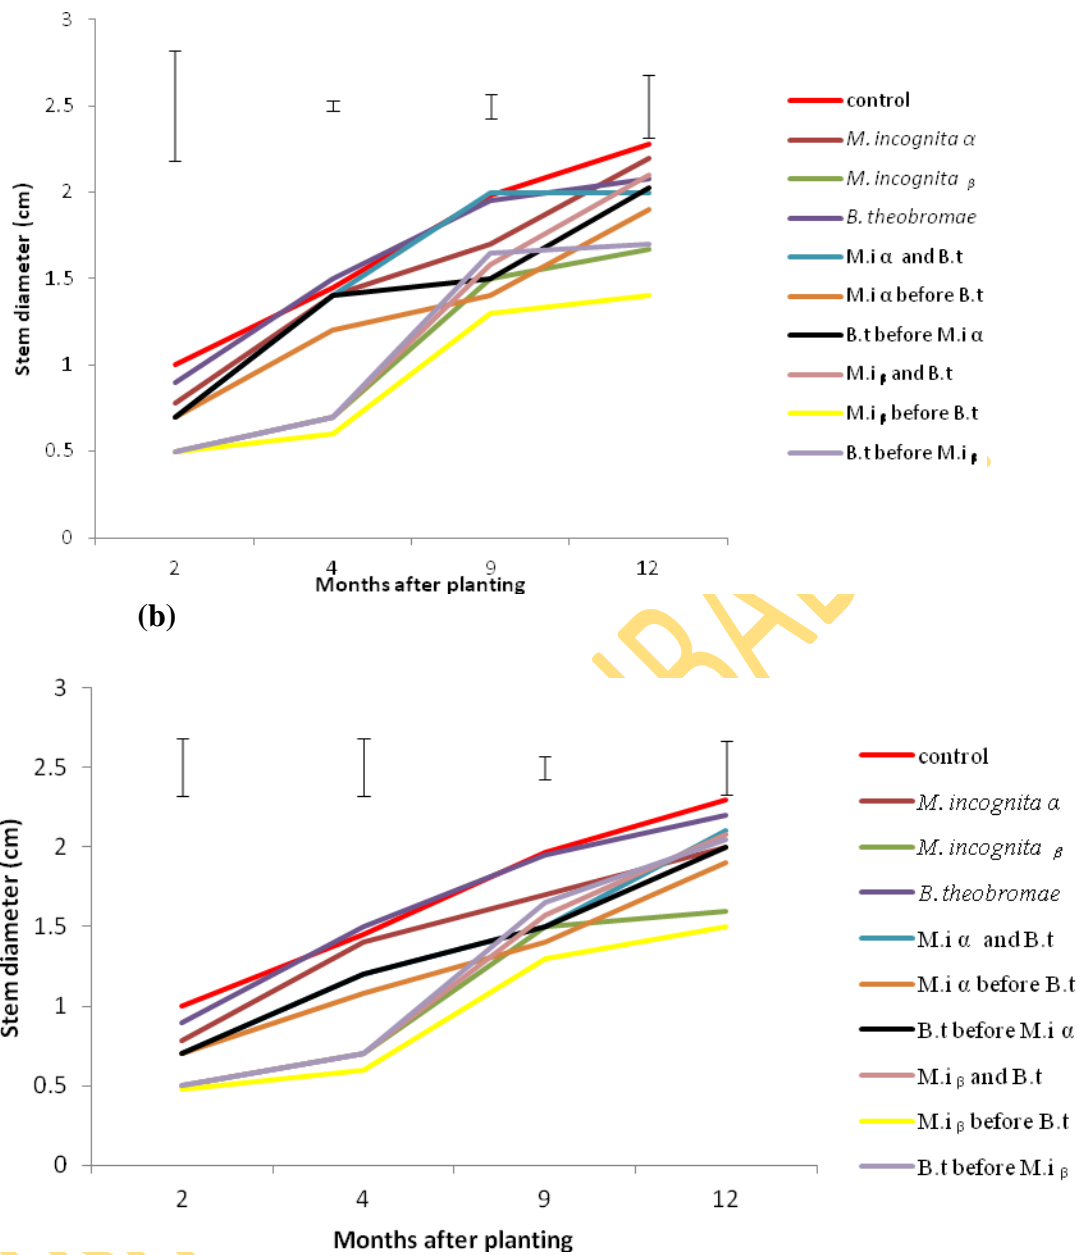 3
2.5
2
1.5
1
0.5
0
Stem diameter (cm)
2 4 9 12
Months after planting
control
M. incognita α
M. incognita β
B. theobromae
M.i α and B.t
M.i α before B.t
B.t before M.i α
M.i β and B.t
M.i β before B.t
B.t before M.i β
(b)
3
2.5
2
1.5
1
0.5
0
Stem diameter (cm)
2 4 9 12
Months after planting
control
M. incognita α
M. incognita β
B. theobromae
M.i α and B.t
M.i α before B.t
B.t before M.i α
M.i β and B.t
M.i β before B.t
B.t before M.i β